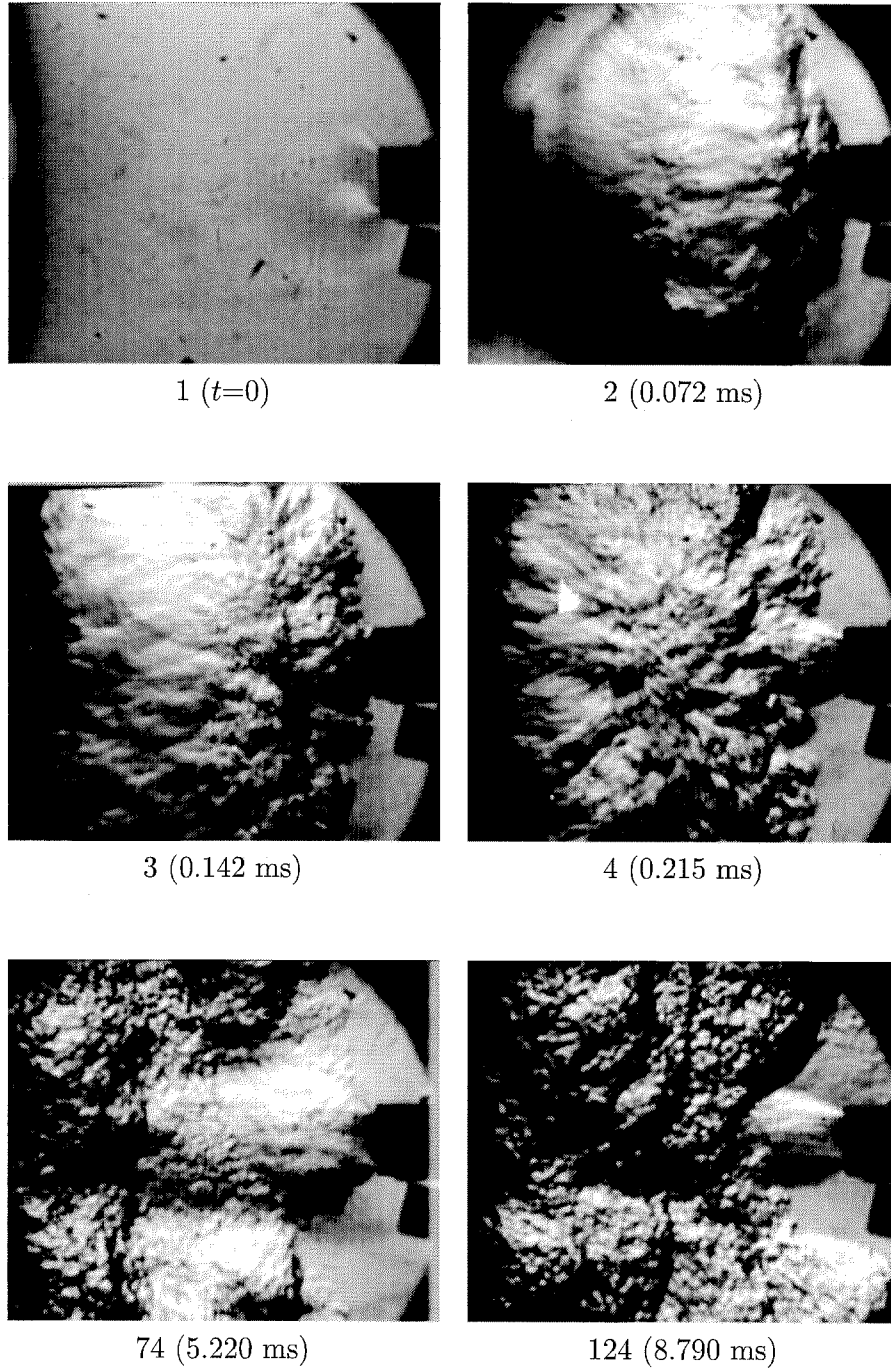 1 (t=0)
2 (0.072 ms)
3 (0.142 ms)
4 (0.215 ms)
74 (5.220 ms)
124 (8.790 ms)